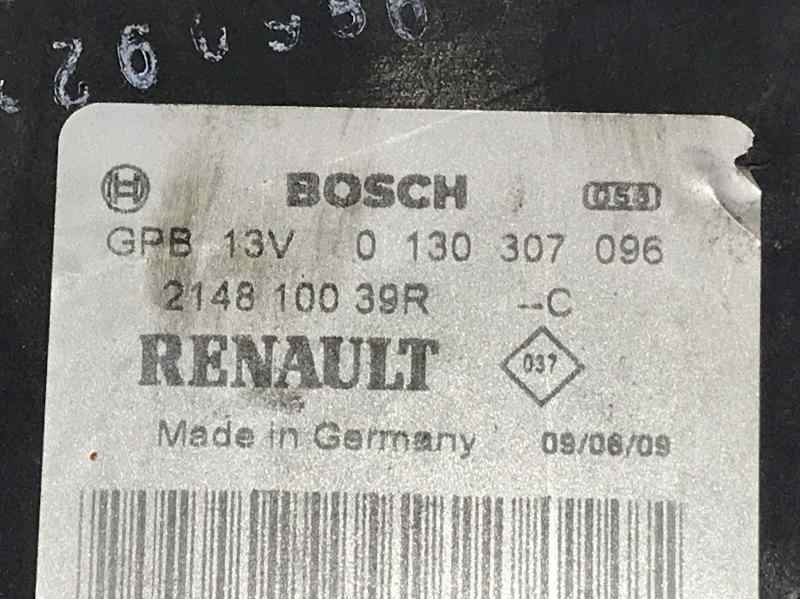 BOSCH
GPB 13V 0 130 307 096
2148 100 39R --C
RENAULT 037
Made in Germany 09/06/09